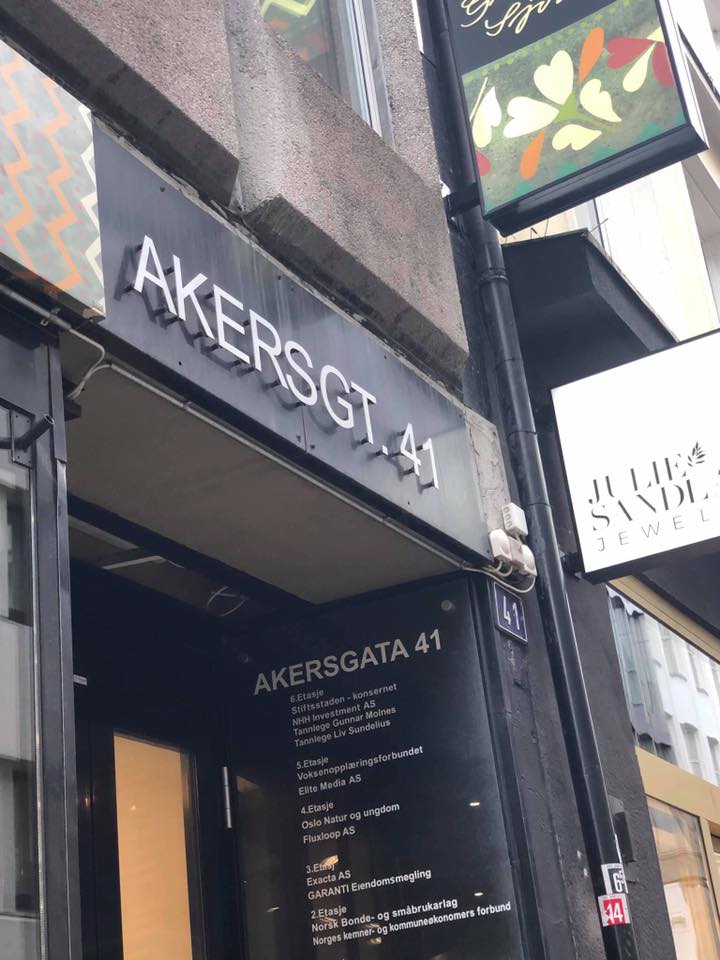 AKERSGT. 41
JULIE
JEWEL
41
AKERSGATA 41
6.Etasje
Stiftsstaden - konsernet
NHH Investment AS
Tannlege Gunnar Molnes
Tannlege Liv Sundelius
5.Etasje
Voksenopplæringsforbundet
Elite Media AS
4.Etasje
Oslo Natur og ungdom
Fluxloop AS
3.Etasje
Exacta AS
GARANTI Eiendomsmegling
2.Etasje
Norsk Bonde- og småbrukarlag
Norges kemner- og kommuneøkonomers forbund
14